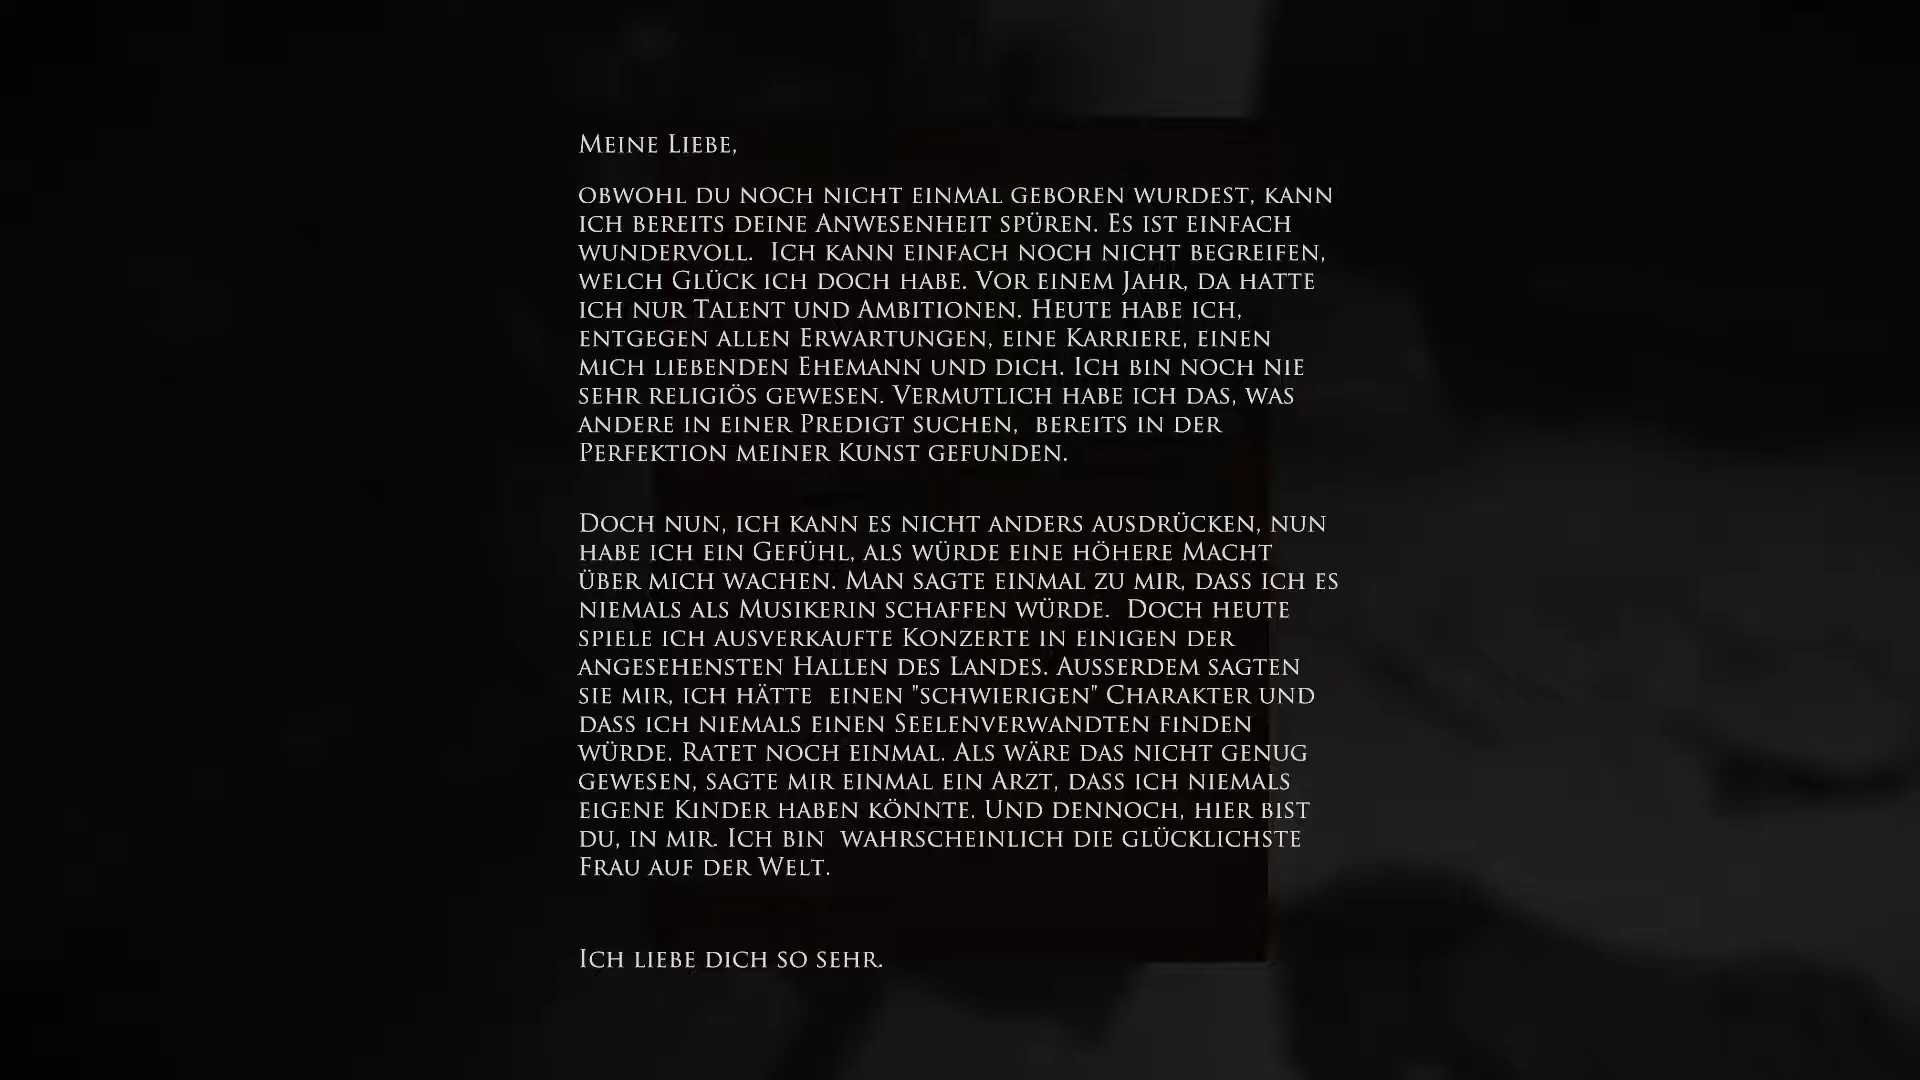 Meine Liebe,
obwohl du noch nicht einmal geboren wurdest, kann
ich bereits deine Anwesenheit spüren. Es ist einfach
wundervoll.  Ich kann einfach noch nicht begreifen,
welch Glück ich doch habe. Vor einem Jahr, da hatte
ich nur Talent und Ambitionen. Heute habe ich,
entgegen allen Erwartungen, eine Karriere, einen
mich liebenden Ehemann und dich. Ich bin noch nie
sehr religiös gewesen. Vermutlich habe ich das, was
andere in einer Predigt suchen,  bereits in der
Perfektion meiner Kunst gefunden.
Doch nun, ich kann es nicht anders ausdrücken, nun
habe ich ein Gefühl, als würde eine höhere Macht
über mich wachen. Man sagte einmal zu mir, dass ich es
niemals als Musikerin schaffen würde.  Doch heute
spiele ich ausverkaufte Konzerte in einigen der
angesehensten Hallen des Landes. Ausserdem sagten
sie mir, ich hätte  einen "schwierigen" Charakter und
dass ich niemals einen Seelenverwandten finden
würde. Ratet noch einmal. Als wäre das nicht genug
gewesen, sagte mir einmal ein Arzt, dass ich niemals
eigene Kinder haben könnte. Und dennoch, hier bist
du, in mir. Ich bin  wahrscheinlich die glücklichste
Frau auf der Welt.
Ich liebe dich so sehr.